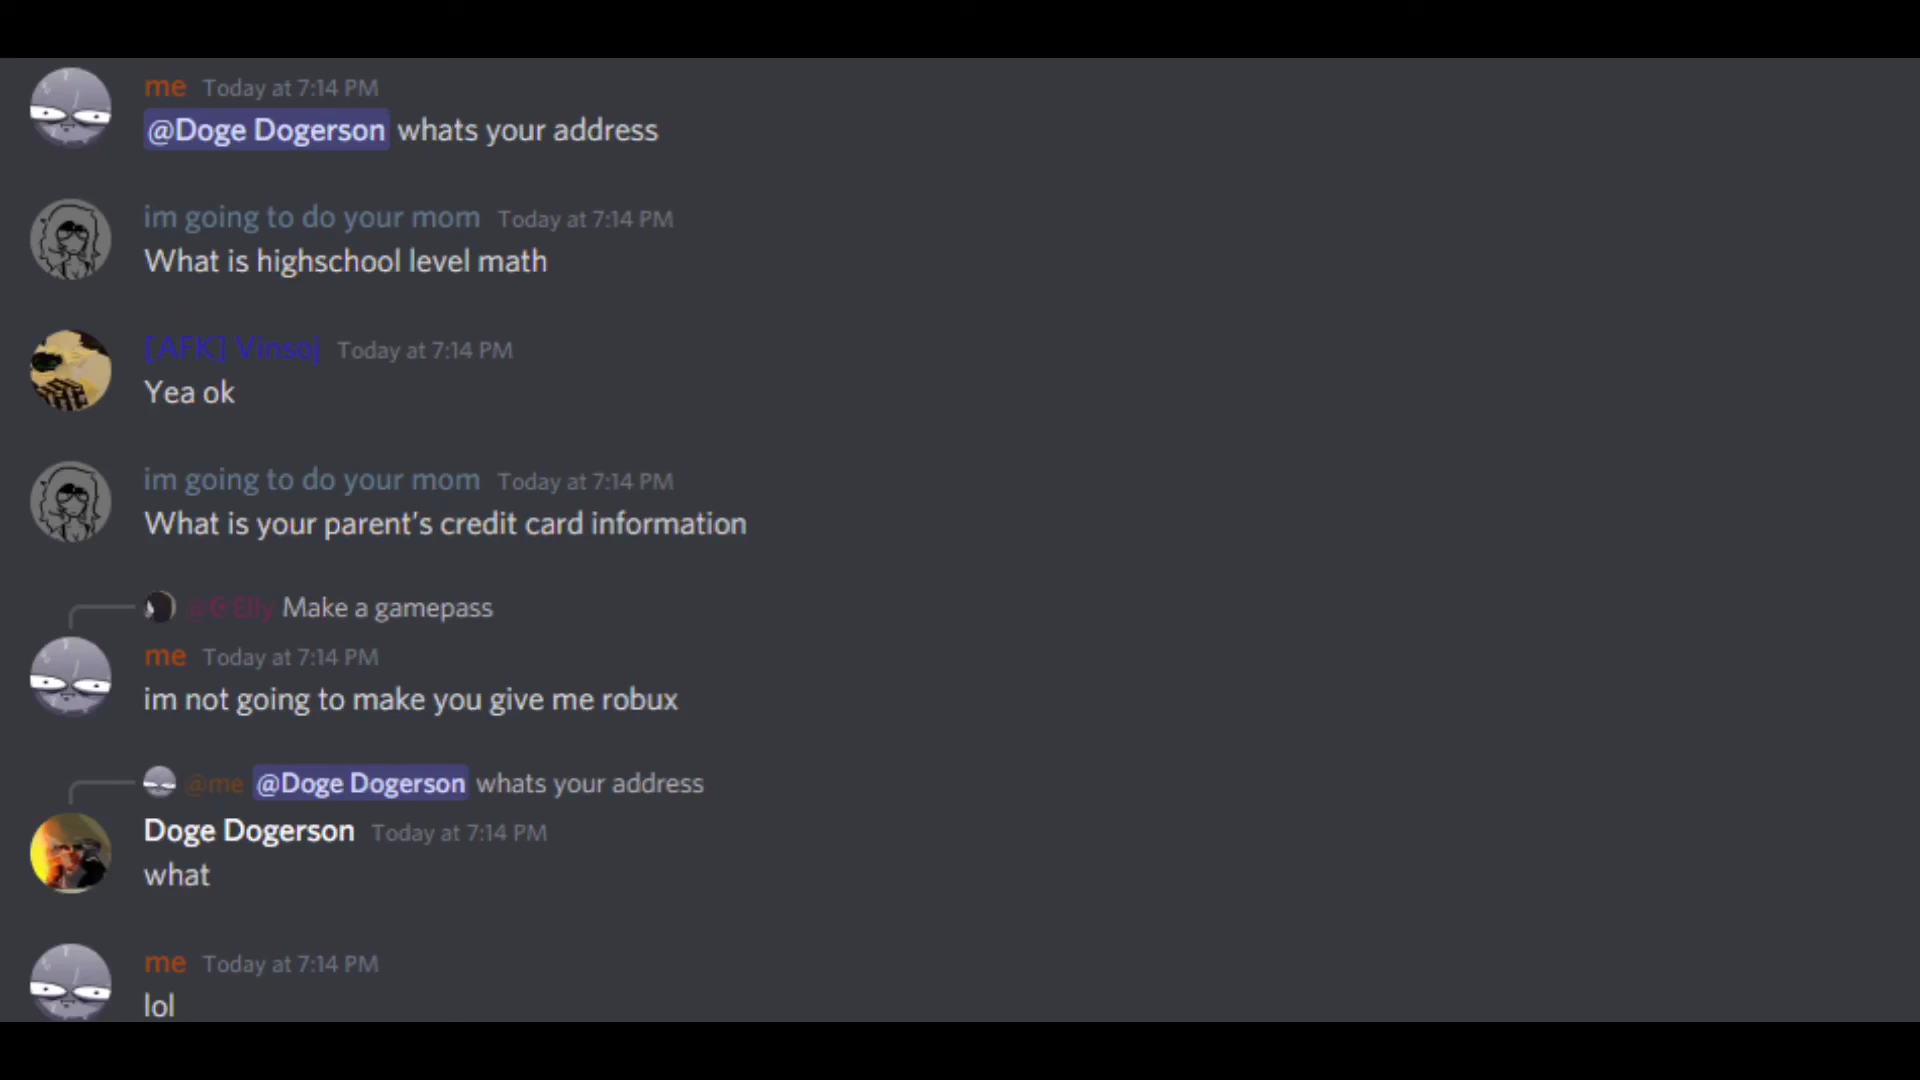 me Today at 7:14 PM
@Doge Dogerson whats your address
im going to do your mom Today at 7:14 PM
What is highschool level math
[AFK] Vinsoj Today at 7:14 PM
Yea ok
im going to do your mom Today at 7:14 PM
What is your parent’s credit card information
Elly Make a gamepass
me Today at 7:14 PM
im not going to make you give me robux
@me @Doge Dogerson whats your address
Doge Dogerson Today at 7:14 PM
what
me Today at 7:14 PM
lol